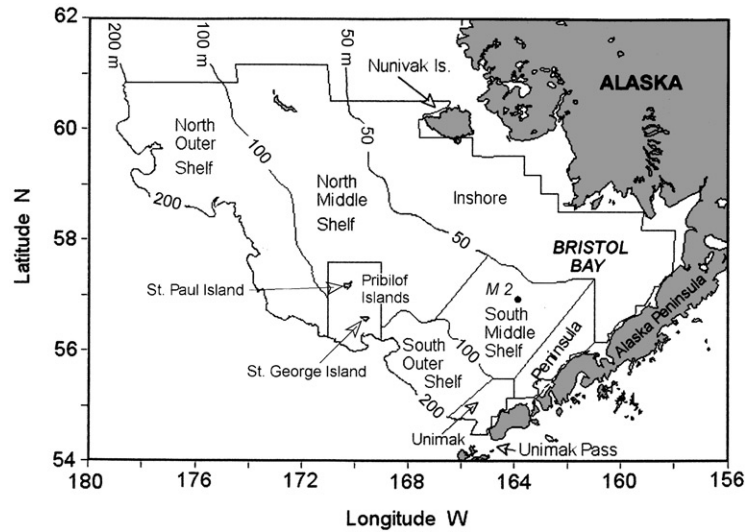 200 m
100 m
50 m
Nunivak Is.
ALASKA
North
Outer
Shelf
100
50
200
North
Middle
Shelf
Inshore
50
BRISTOL
BAY
St. Paul Island
Pribilof
Islands
M 2
South
Middle
Shelf
St. George Island
South
Outer
Shelf
100
200
Peninsula
Alaska Peninsula
Unimak
Unimak Pass
62
60
58
56
54
Latitude N
180
176
172
168
164
160
156
Longitude W